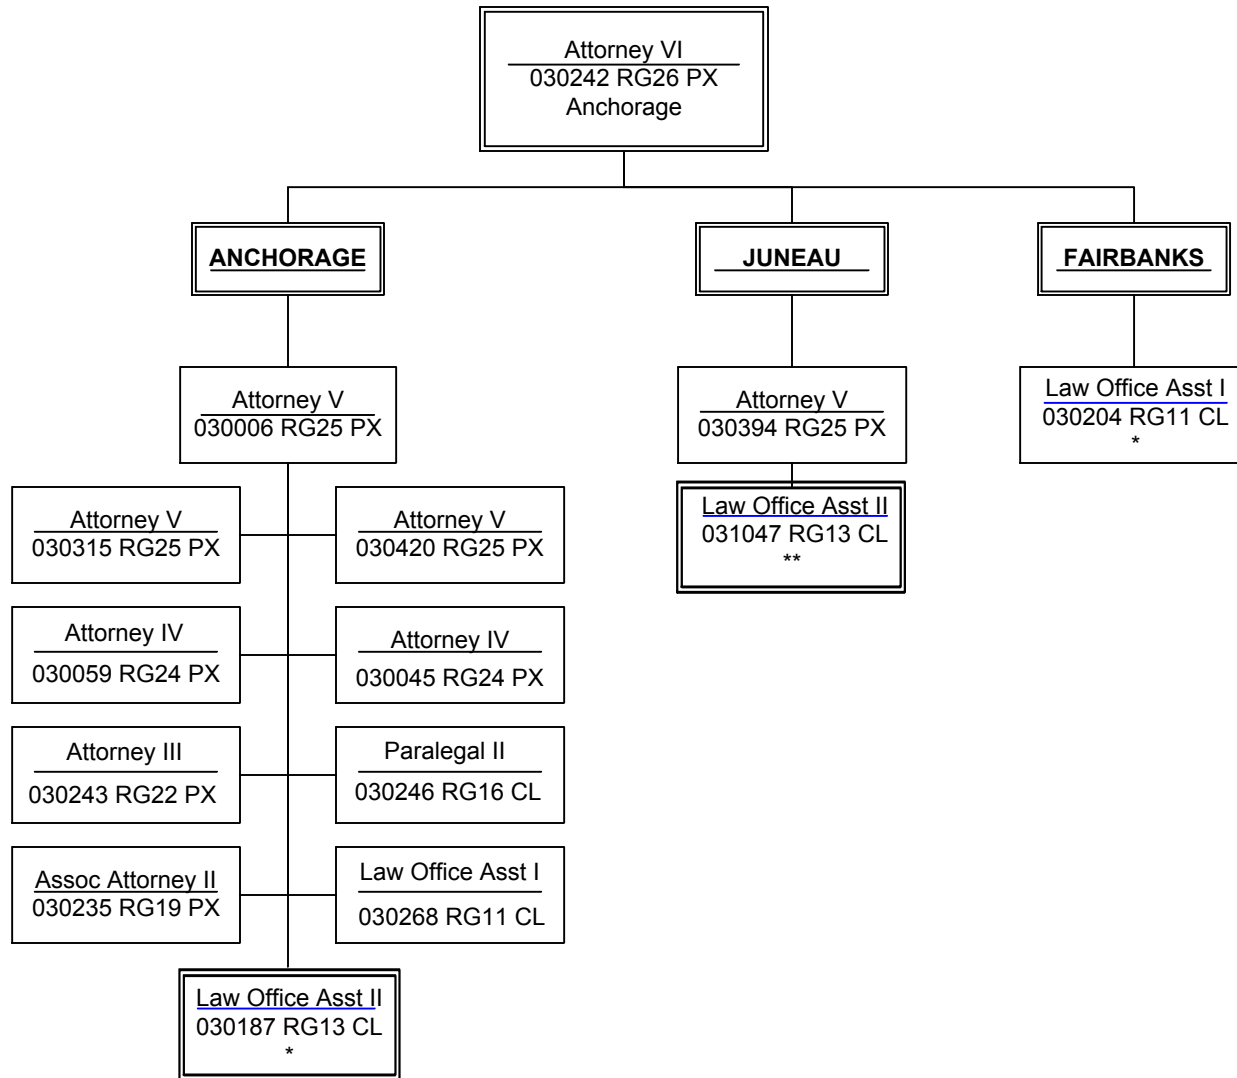 Attorney VI
030242 RG26 PX
Anchorage
ANCHORAGE
JUNEAU
FAIRBANKS
Attorney V
030006 RG25 PX
Attorney V
030394 RG25 PX
Law Office Asst I
030204 RG11 CL
*
Attorney V
030315 RG25 PX
Attorney V
030420 RG25 PX
Law Office Asst II
031047 RG13 CL
**
Attorney IV
030059 RG24 PX
Attorney IV
030045 RG24 PX
Attorney III
030243 RG22 PX
Paralegal II
030246 RG16 CL
Assoc Attorney II
030235 RG19 PX
Law Office Asst I
030268 RG11 CL
Law Office Asst II
030187 RG13 CL
*